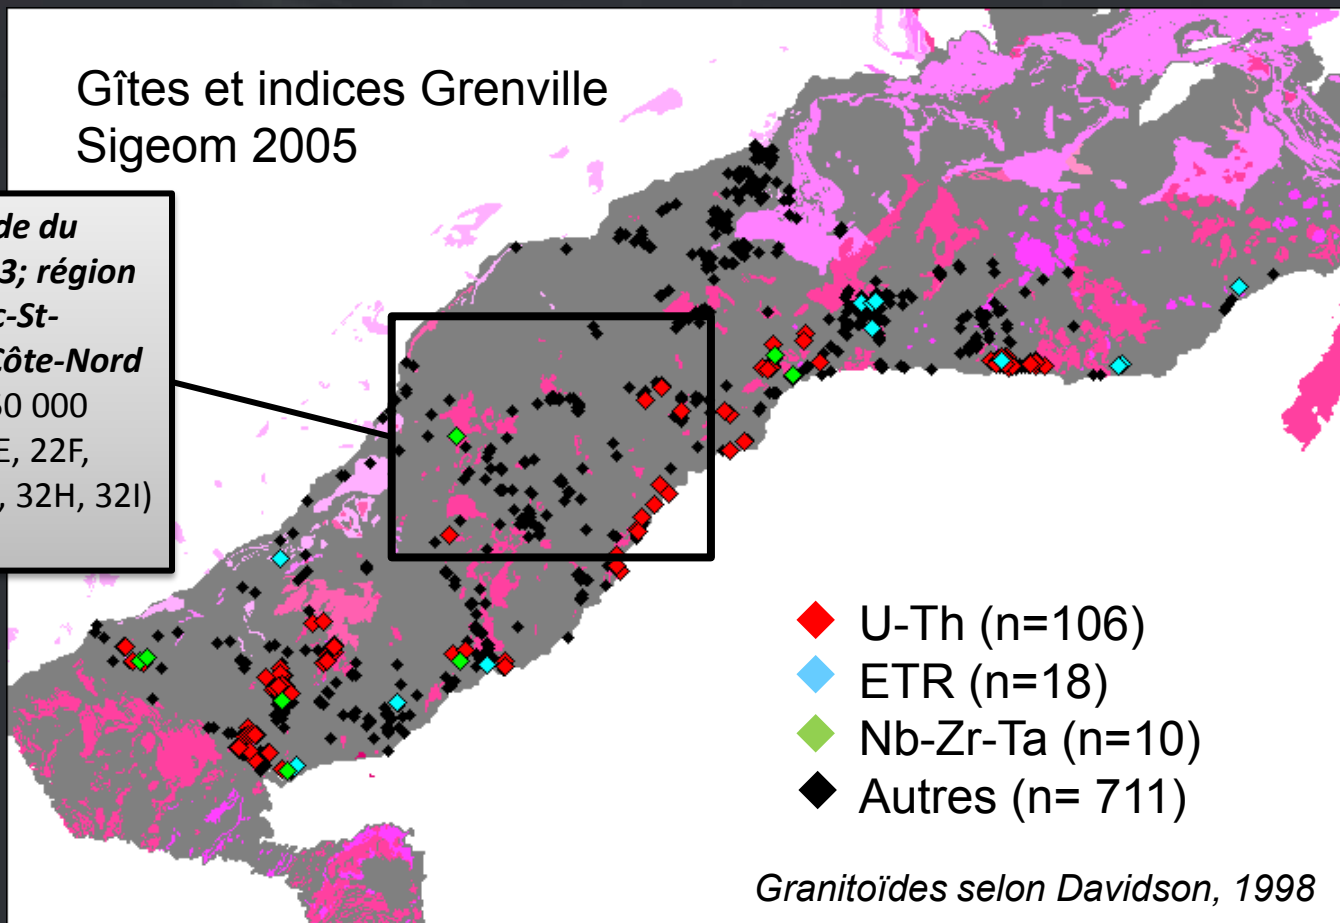 Gîtes et indices Grenville
Sigeom 2005
de du
3; région
c-St-
Côte-Nord
50 000
E, 22F,
, 32H, 32I)
U-Th (n=106)
ETR (n=18)
Nb-Zr-Ta (n=10)
Autres (n= 711)
Granitoïdes selon Davidson, 1998